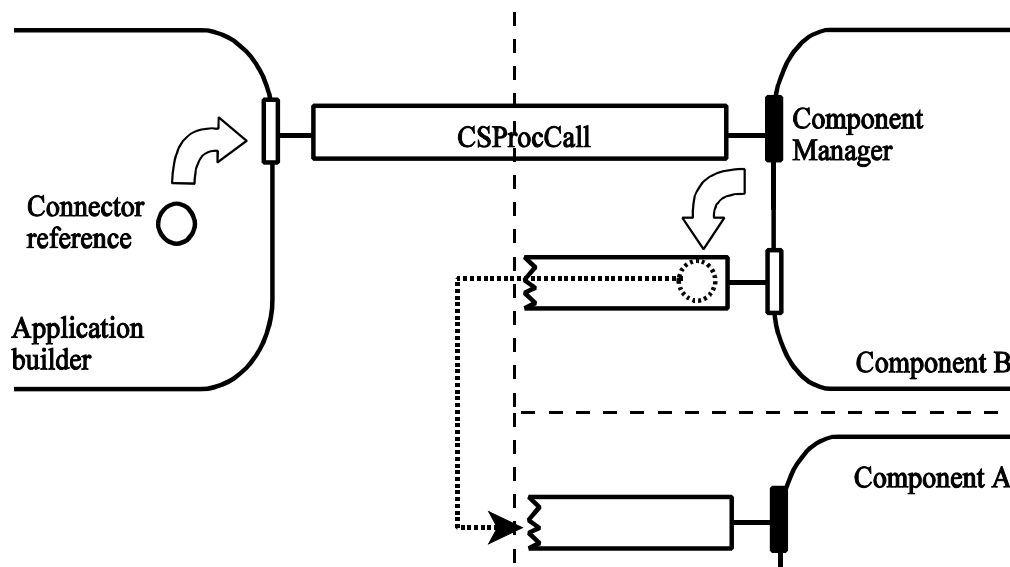 CSProcCall
Component
Manager
Connector
reference
Application
builder
Component B
Component A